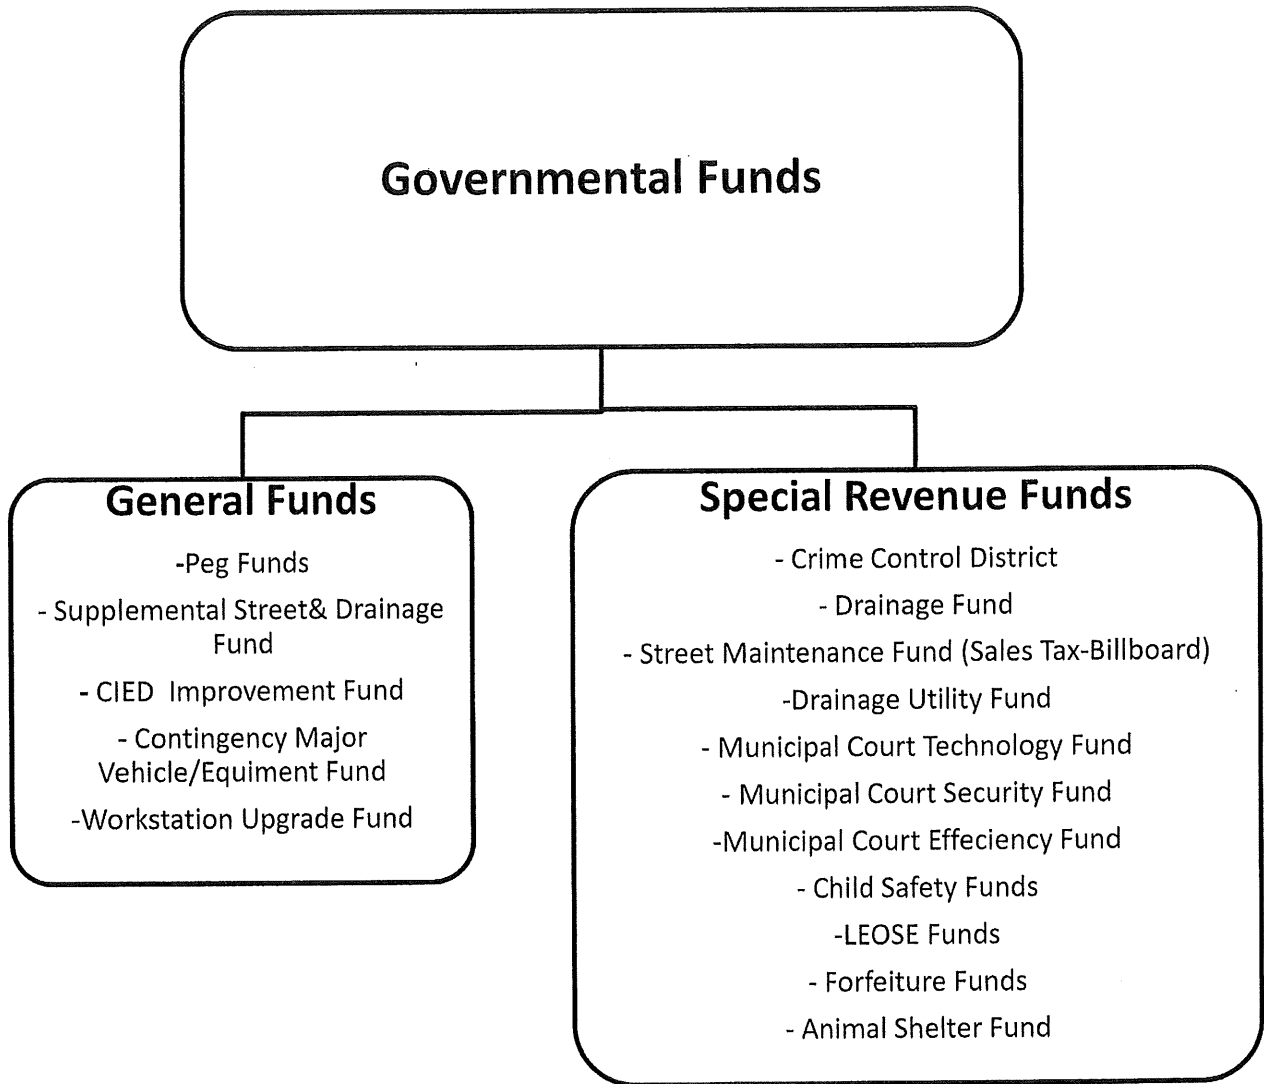 Governmental Funds
General Funds
-Peg Funds
- Supplemental Street& Drainage
Fund
- CIED  Improvement Fund
- Contingency Major
Vehicle/Equiment Fund
-Workstation Upgrade Fund
Special Revenue Funds
- Crime Control District
- Drainage Fund
- Street Maintenance Fund (Sales Tax-Billboard)
-Drainage Utility Fund
- Municipal Court Technology Fund
- Municipal Court Security Fund
-Municipal Court Effeciency Fund
- Child Safety Funds
-LEOSE Funds
- Forfeiture Funds
- Animal Shelter Fund